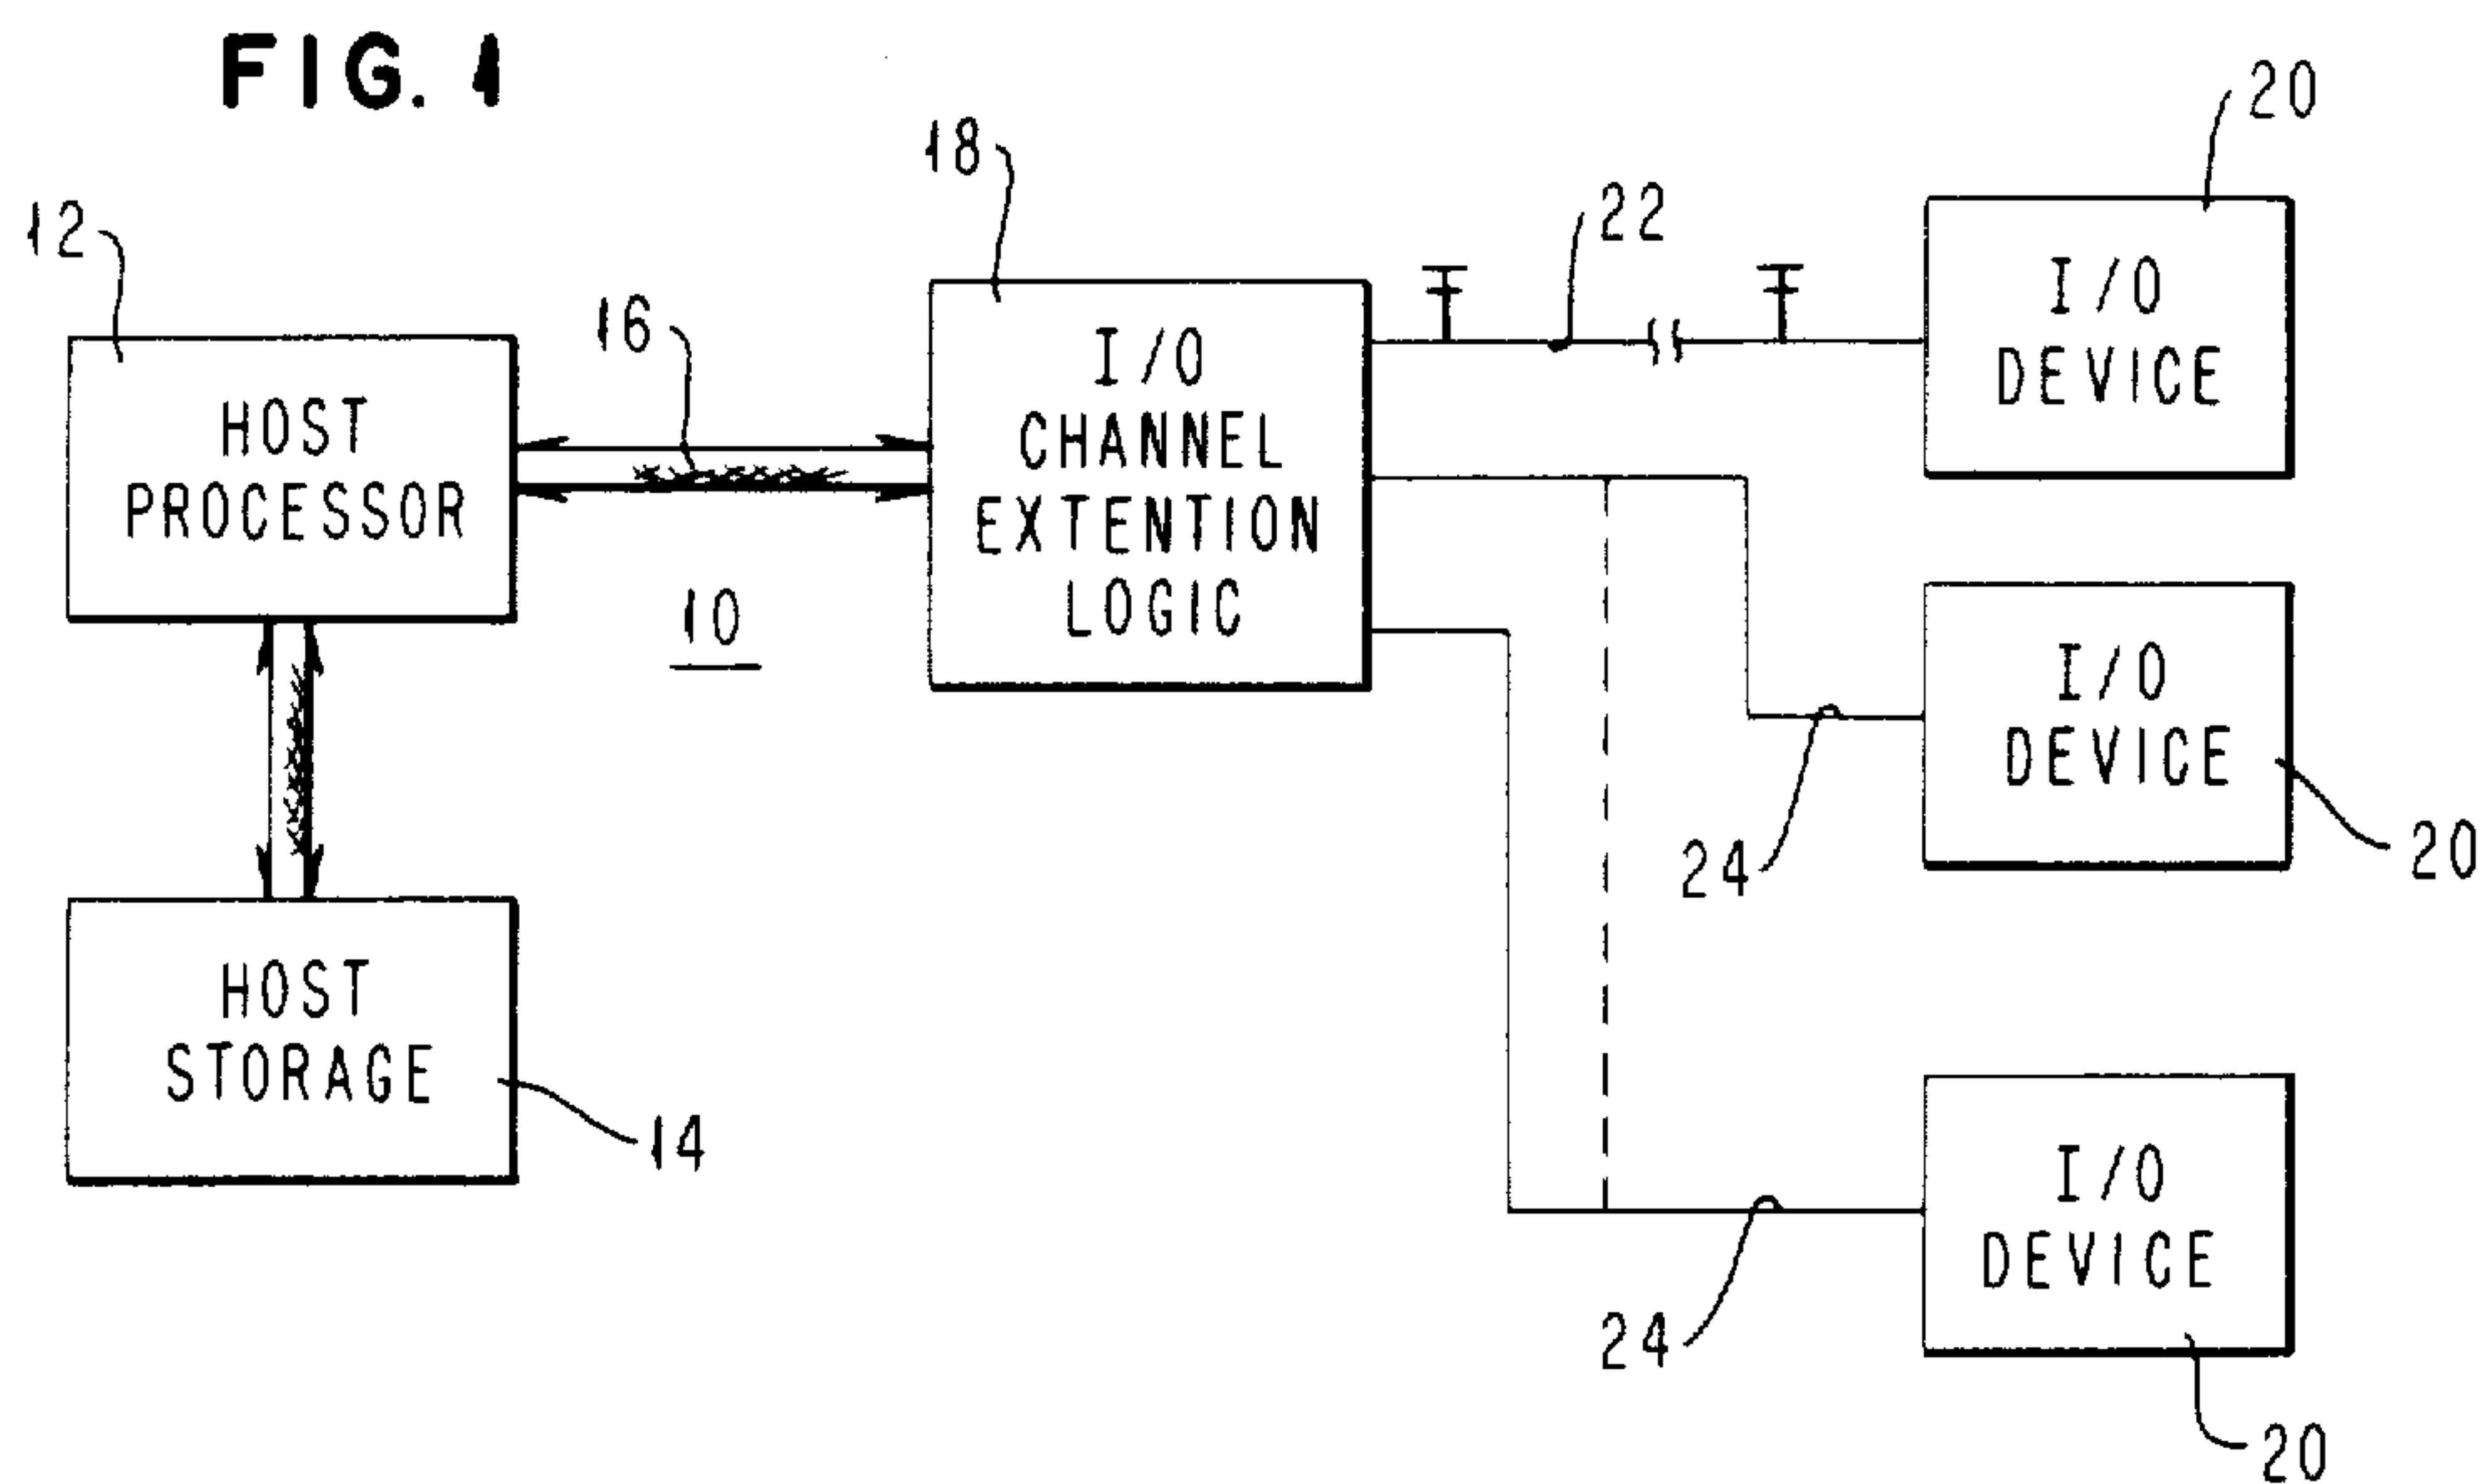 FIG. 1
12
HOST
PROCESSOR
16
10
18
I/O
CHANNEL
EXTENTION
LOGIC
22
20
I/O
DEVICE
24
I/O
DEVICE
20
HOST
STORAGE
14
24
I/O
DEVICE
20